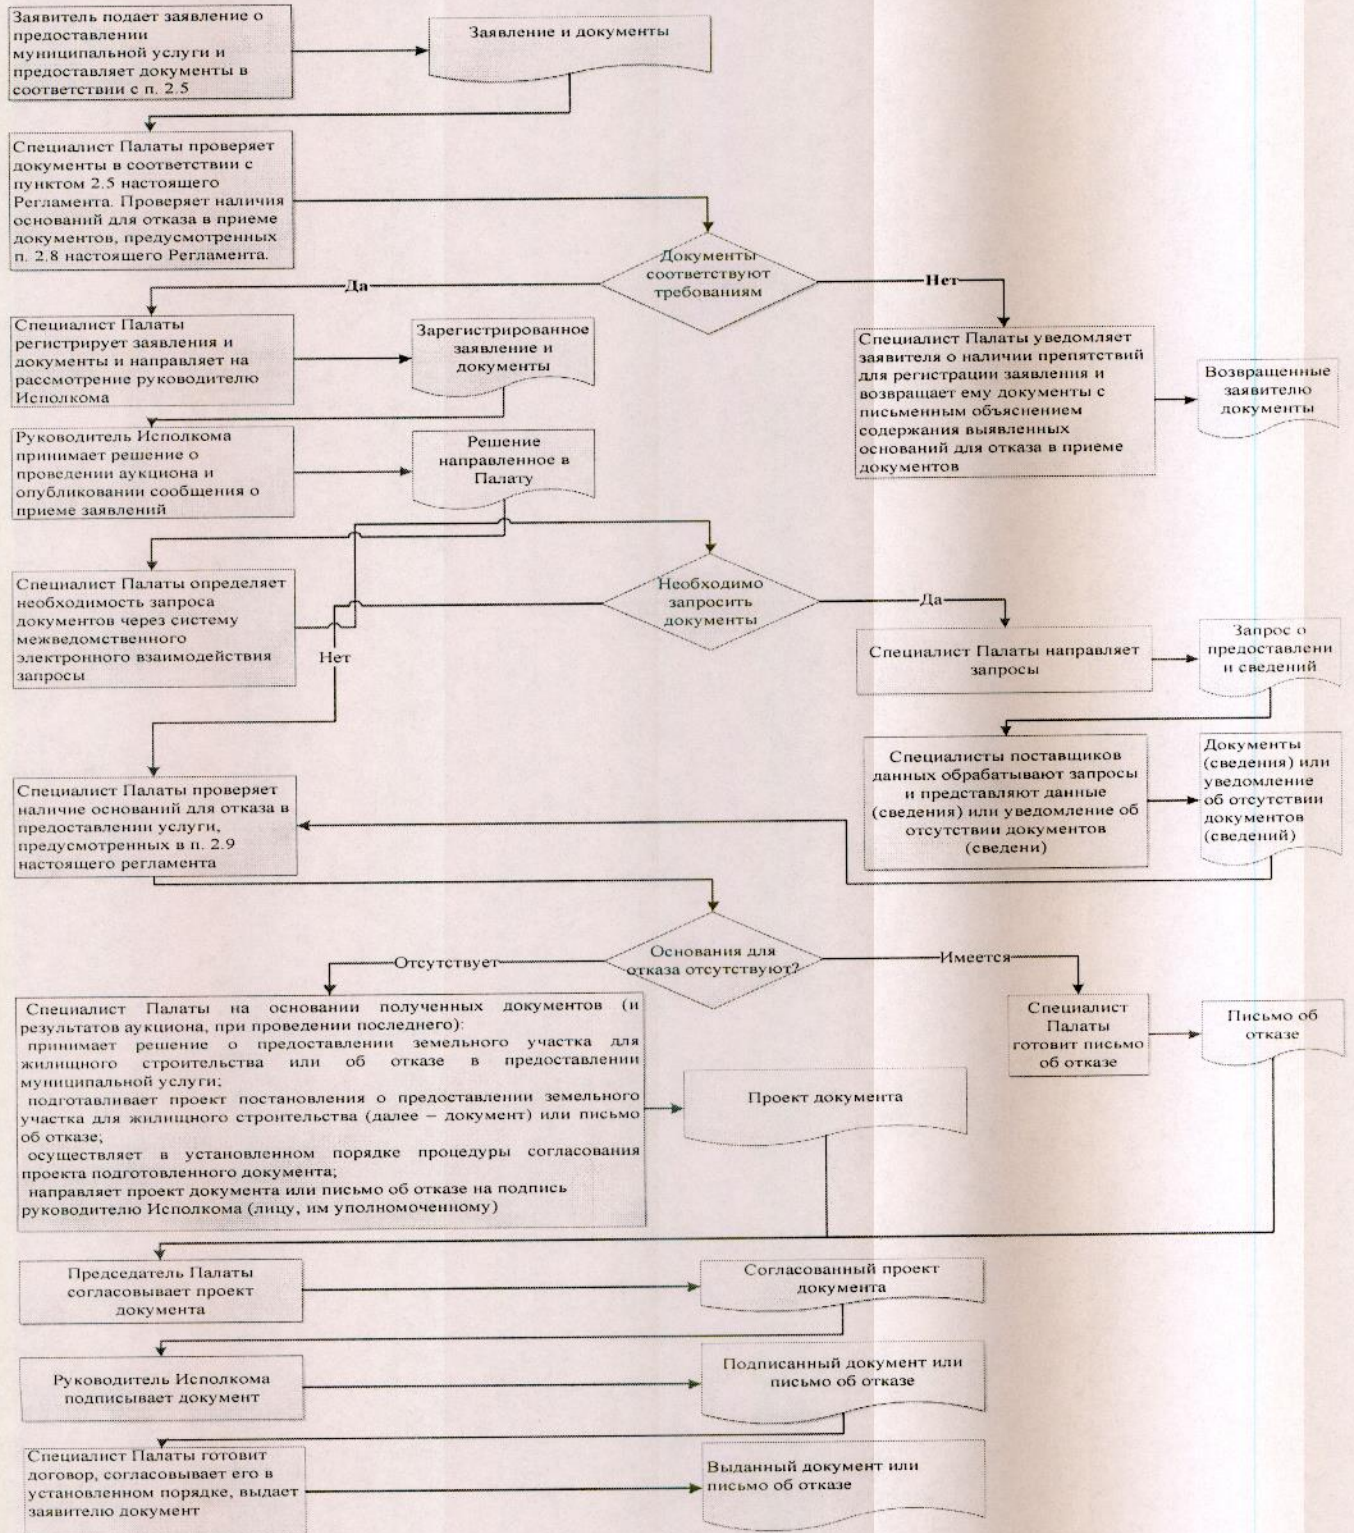 Заявитель подает заявление о
предоставлении
муниципальной услуги и
предоставляет документы в
соответствии с п. 2.5
Заявление и документы
Специалист Палаты проверяет
документы в соответствии с
пунктом 2.5 настоящего
Регламента. Проверяет наличия
оснований для отказа в приеме
документов, предусмотренных
п. 2.8 настоящего Регламента.
Документы
соответствуют
требованиям
Да
Нет
Специалист Палаты
регистрирует заявления и
документы и направляет на
рассмотрение руководителю
Исполкома
Зарегистрированное
заявление и
документы
Специалист Палаты уведомляет
заявителя о наличии препятствий
для регистрации заявления и
возвращает ему документы с
письменным объяснением
содержания выявленных
оснований для отказа в приеме
документов
Возвращенные
заявителю
документы
Руководитель Исполкома
принимает решение о
проведении аукциона и
опубликовании сообщения о
приеме заявлений
Решение
направленное в
Палату
Специалист Палаты определяет
необходимость запроса
документов через систему
межведомственного
электронного взаимодействия
запросы
Необходимо
запросить
документы
Да
Нет
Специалист Палаты направляет
запросы
Запрос о
предоставлени
и сведений
Специалисты поставщиков
данных обрабатывают запросы
и представляют данные
(сведения) или уведомление об
отсутствии документов
(сведени)
Документы
(сведения) или
уведомление
об отсутствии
документов
(сведений)
Специалист Палаты проверяет
наличие оснований для отказа в
предоставлении услуги,
предусмотренных в п. 2.9
настоящего регламента
Основания для
отказа отсутствуют?
Отсутствует
Имеется
Специалист Палаты на основании полученных документов (и
результатов аукциона, при проведении последнего):
принимает решение о предоставлении земельного участка для
жилищного строительства или об отказе в предоставлении
муниципальной услуги;
подготавливает проект постановления о предоставлении земельного
участка для жилищного строительства (далее – документ) или письмо
об отказе;
осуществляет в установленном порядке процедуры согласования
проекта подготовленного документа;
направляет проект документа или письмо об отказе на подпись
руководителю Исполкома (лицу, им уполномоченному)
Проект документа
Специалист
Палаты
готовит письмо
об отказе
Письмо об
отказе
Председатель Палаты
согласовывает проект
документа
Согласованный проект
документа
Руководитель Исполкома
подписывает документ
Подписанный документ или
письмо об отказе
Специалист Палаты готовит
договор, согласовывает его в
установленном порядке, выдает
заявителю документ
Выданный документ или
письмо об отказе